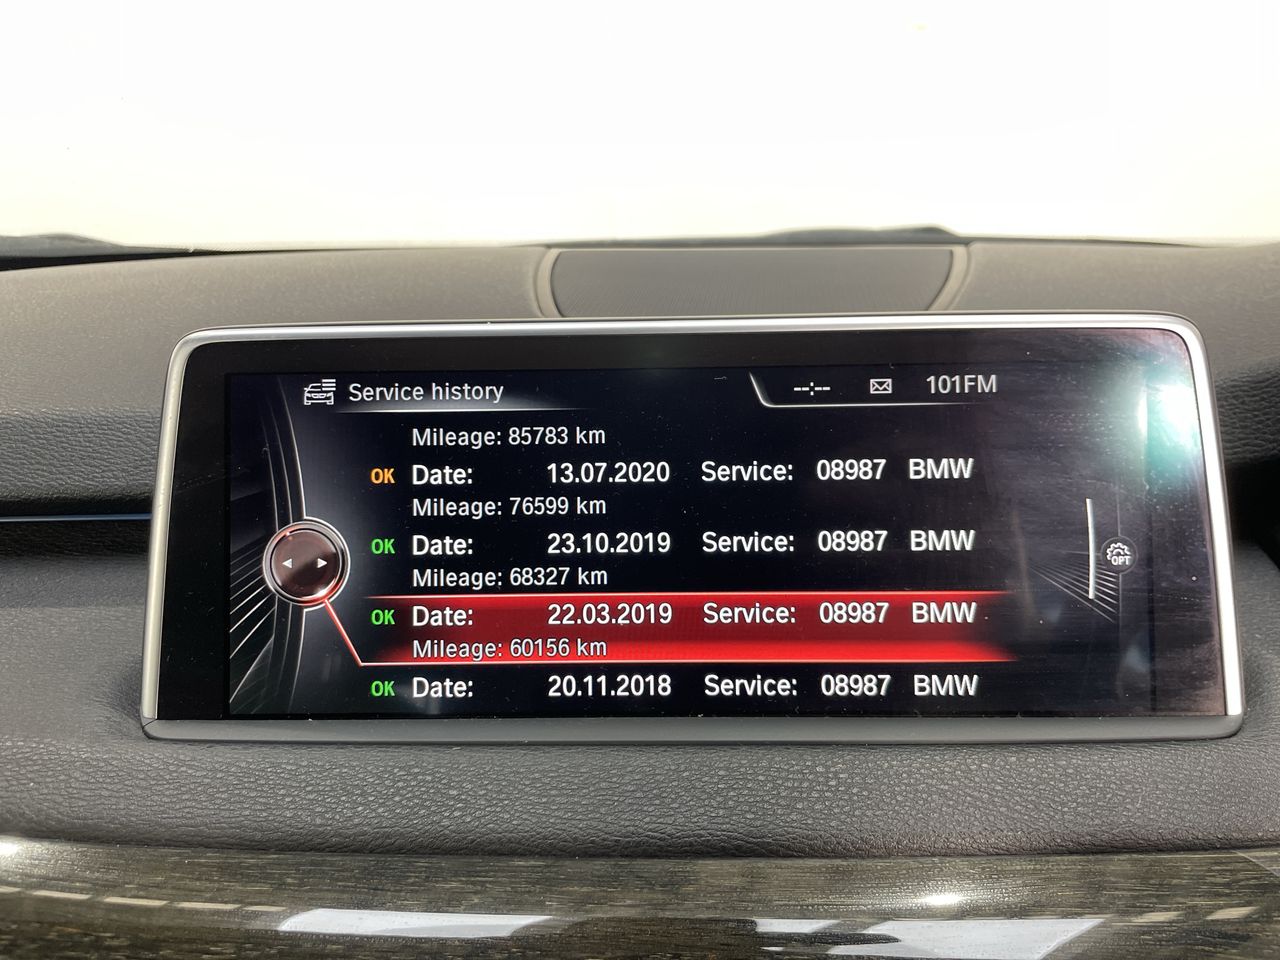 Service history --:-- 101FM
Mileage: 85783 km
OK Date: 13.07.2020 Service: 08987 BMW
Mileage: 76599 km
OK Date: 23.10.2019 Service: 08987 BMW
Mileage: 68327 km
OK Date: 22.03.2019 Service: 08987 BMW
Mileage: 60156 km
OK Date: 20.11.2018 Service: 08987 BMW
OPT